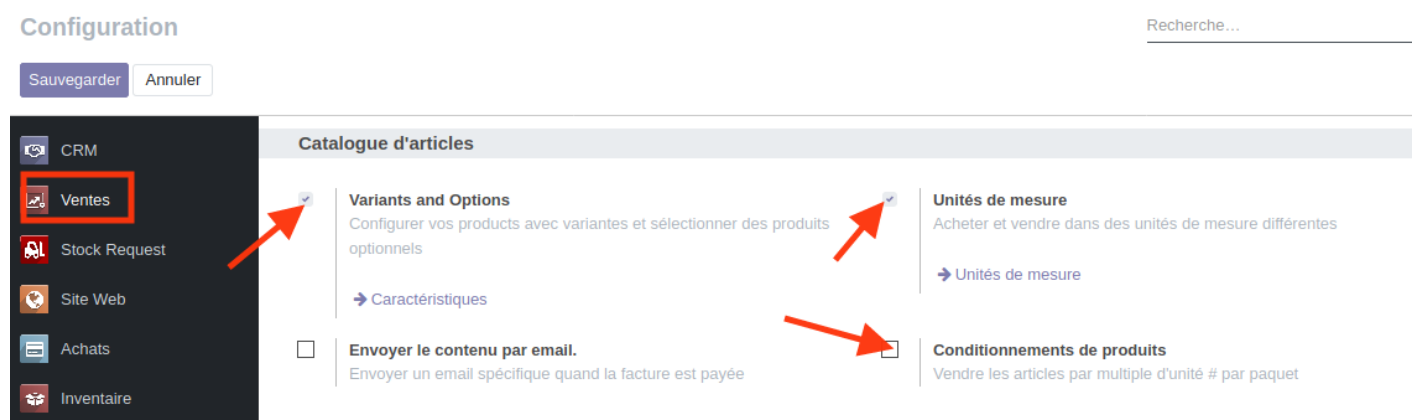 Configuration
Recherche…
Sauvegarder
Annuler
CRM
Ventes
Stock Request
Site Web
Achats
Inventaire
Catalogue d'articles
Variants and Options
Configurer vos products avec variantes et sélectionner des produits
optionnels
Caractéristiques
Unités de mesure
Acheter et vendre dans des unités de mesure différentes
Unités de mesure
Envoyer le contenu par email.
Envoyer un email spécifique quand la facture est payée
Conditionnements de produits
Vendre les articles par multiple d'unité # par paquet